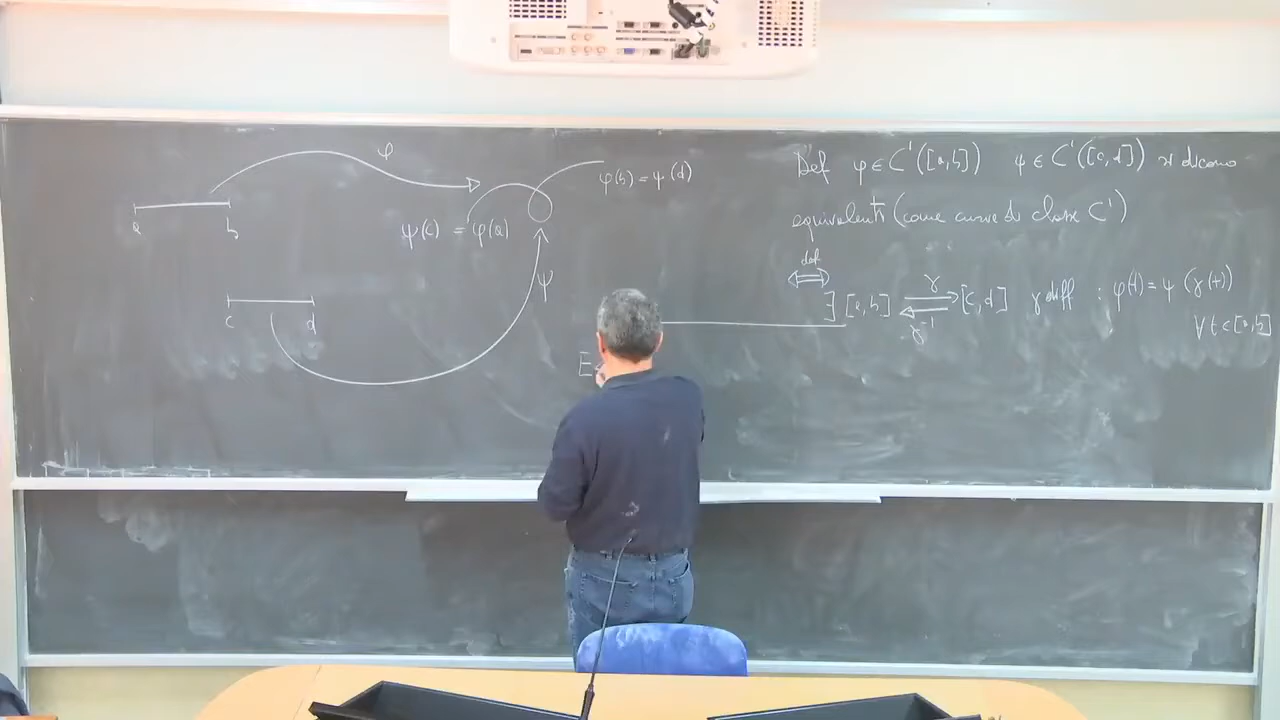 φ
a b
φ(b) = ψ(d)
ψ(c) = φ(a)
ψ
c d
E
Def φ ∈ C¹([a,b]) ψ ∈ C¹([c,d]) si dicono
equivalenti (come curve di classe C¹)
def
⟺
∃ [a,b] ⇄ [c,d] γ diff : φ(t) = ψ(γ(t))
γ γ⁻¹
∀ t ∈ [a,b]